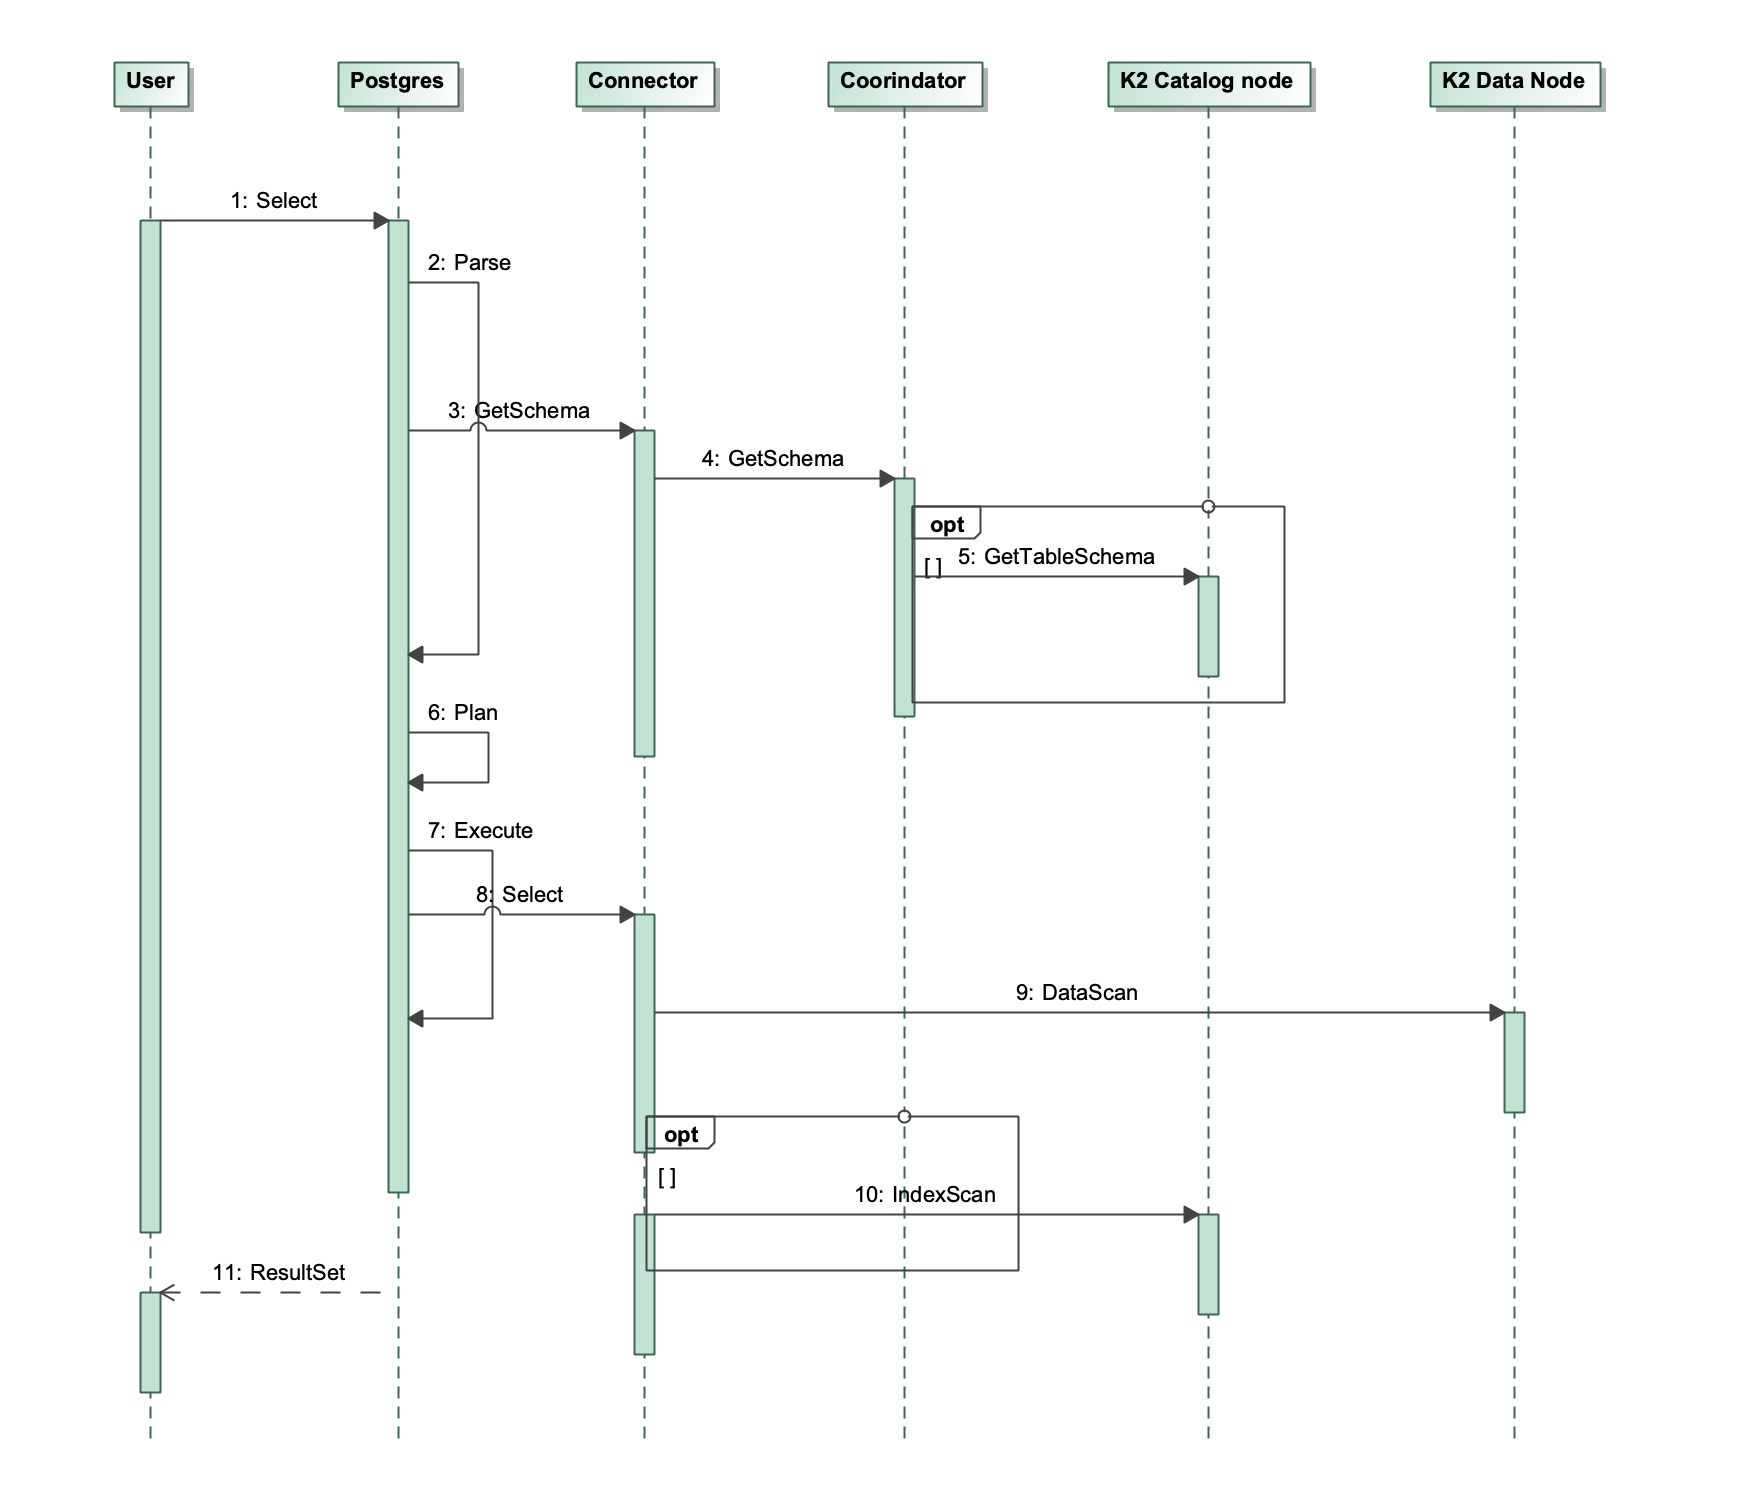 User
Postgres
Connector
Coorindator
K2 Catalog node
K2 Data Node
1: Select
2: Parse
3: GetSchema
4: GetSchema
opt
[ ]
5: GetTableSchema
6: Plan
7: Execute
8: Select
9: DataScan
opt
[ ]
10: IndexScan
11: ResultSet